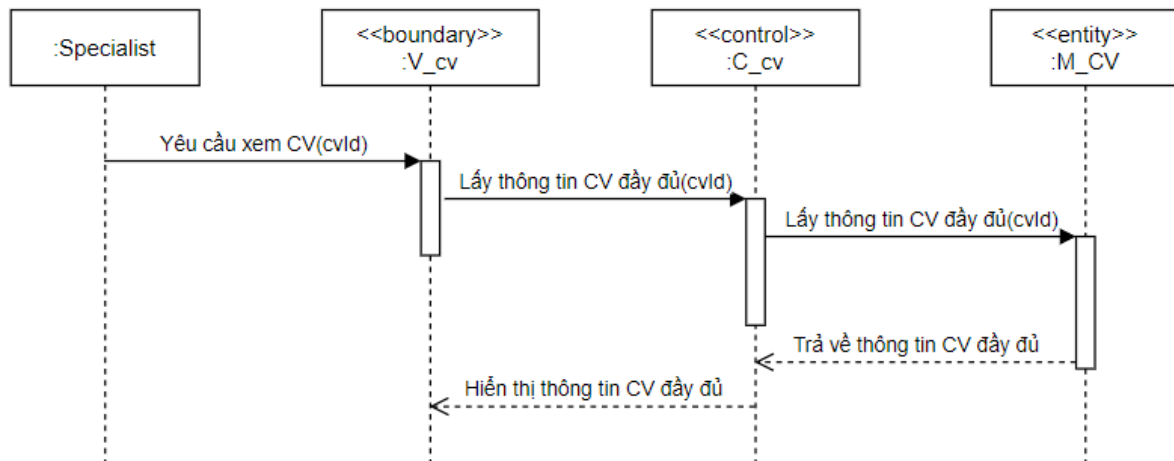 :Specialist
<<boundary>>
:V_cv
<<control>>
:C_cv
<<entity>>
:M_CV
Yêu cầu xem CV(cvId)
Lấy thông tin CV đầy đủ(cvId)
Lấy thông tin CV đầy đủ(cvId)
Trả về thông tin CV đầy đủ
Hiển thị thông tin CV đầy đủ